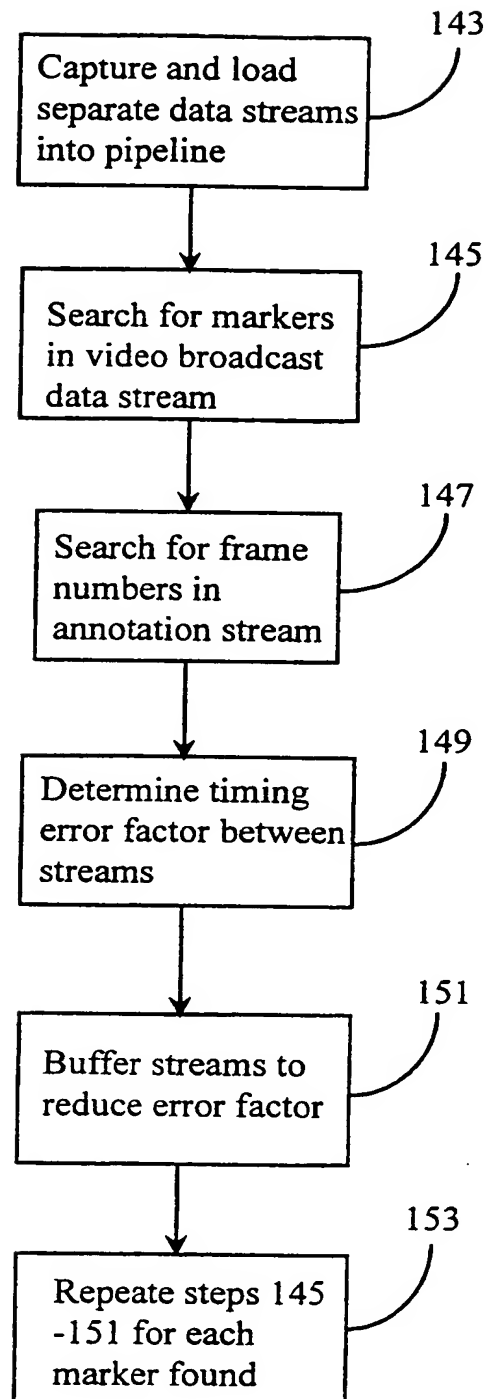 143
Capture and load
separate data streams
into pipeline
145
Search for markers
in video broadcast
data stream
147
Search for frame
numbers in
annotation stream
149
Determine timing
error factor between
streams
151
Buffer streams to
reduce error factor
153
Repeate steps 145
-151 for each
marker found